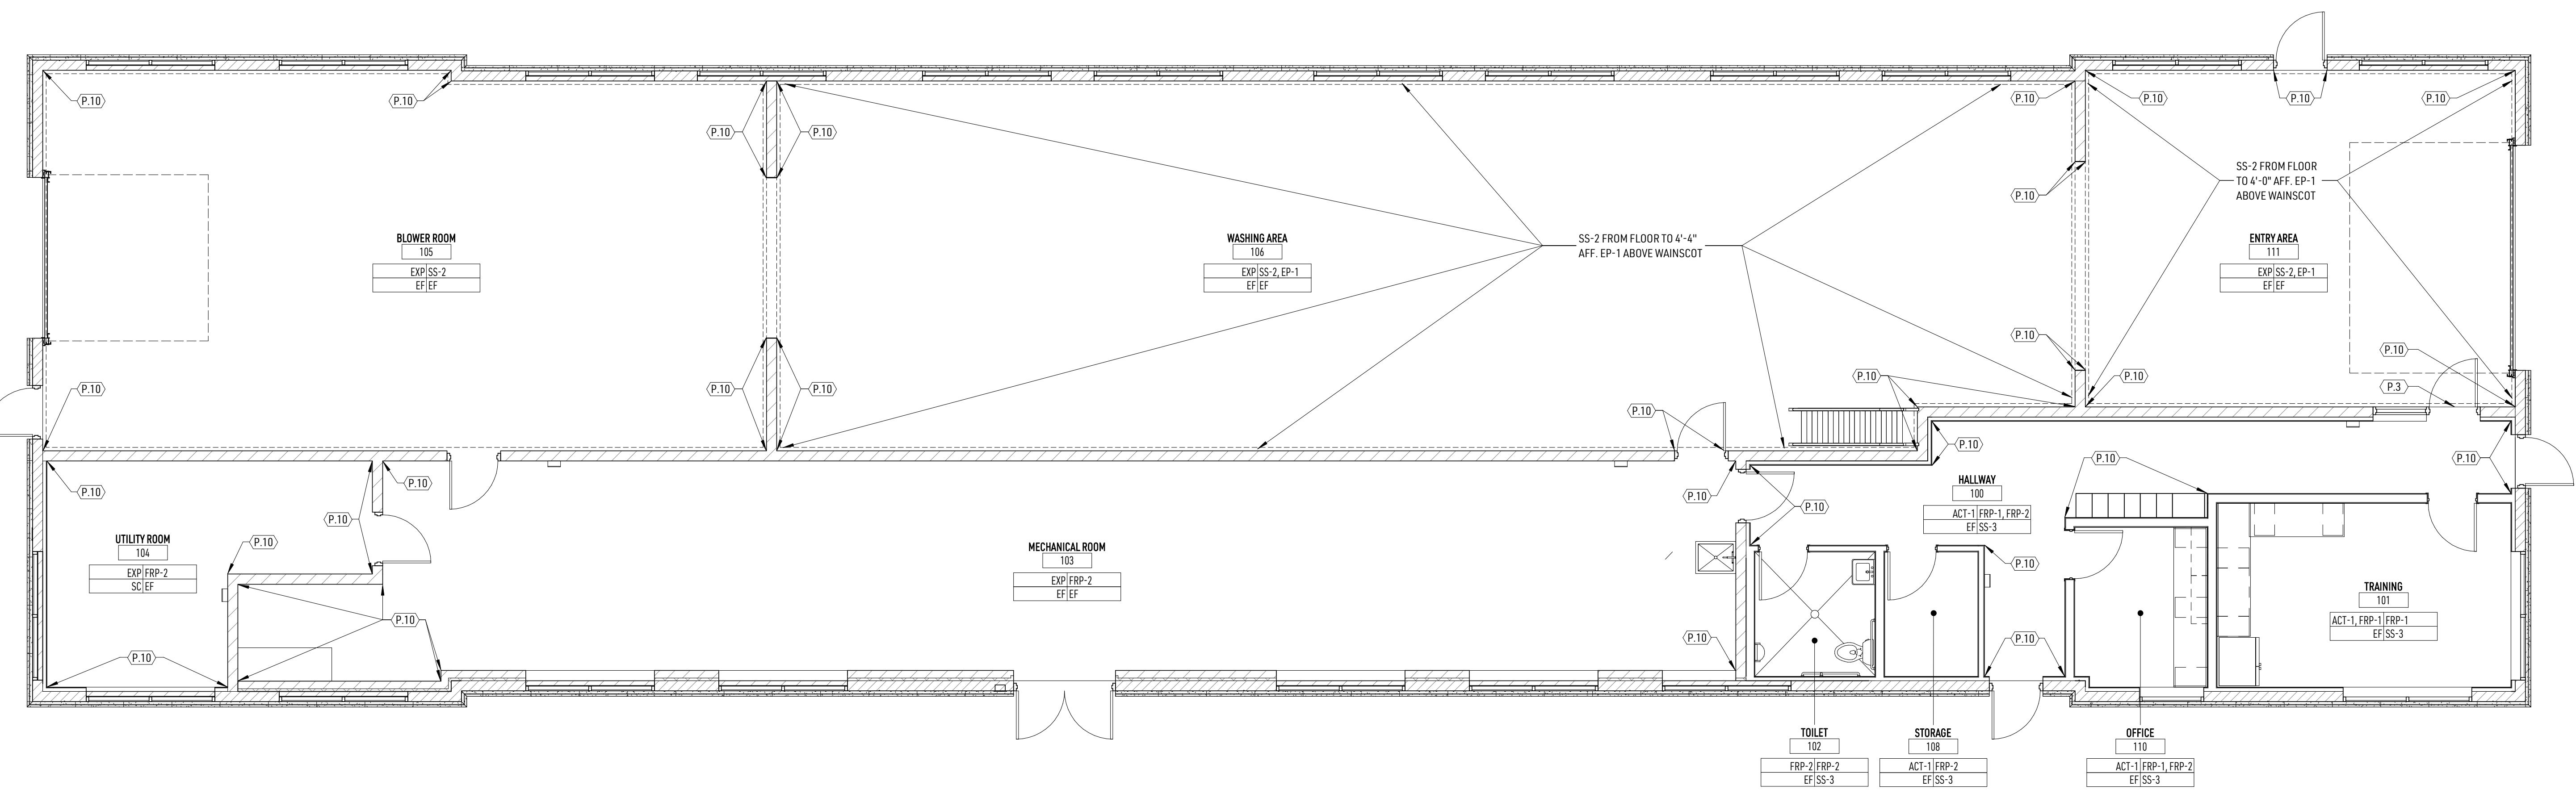 P.10
P.10
P.10
P.10
P.10
P.10
P.10
P.10
P.10
SS-2 FROM FLOOR
TO 4'-0" AFF. EP-1
ABOVE WAINSCOT
P.10
BLOWER ROOM
105
EXP SS-2
EF EF
WASHING AREA
106
EXP SS-2, EP-1
EF EF
SS-2 FROM FLOOR TO 4'-4"
AFF. EP-1 ABOVE WAINSCOT
ENTRY AREA
111
EXP SS-2, EP-1
EF EF
P.10
P.10
P.10
P.10
P.10
P.10
P.10
P.3
P.10
P.10
P.10
P.10
P.10
P.10
P.10
P.10
P.10
P.10
HALLWAY
100
ACT-1 FRP-1, FRP-2
EF SS-3
UTILITY ROOM
104
EXP FRP-2
SC EF
P.10
MECHANICAL ROOM
103
EXP FRP-2
EF EF
P.10
TRAINING
101
ACT-1, FRP-1 FRP-1
EF SS-3
P.10
P.10
P.10
P.10
TOILET
102
FRP-2 FRP-2
EF SS-3
STORAGE
108
ACT-1 FRP-2
EF SS-3
OFFICE
110
ACT-1 FRP-1, FRP-2
EF SS-3